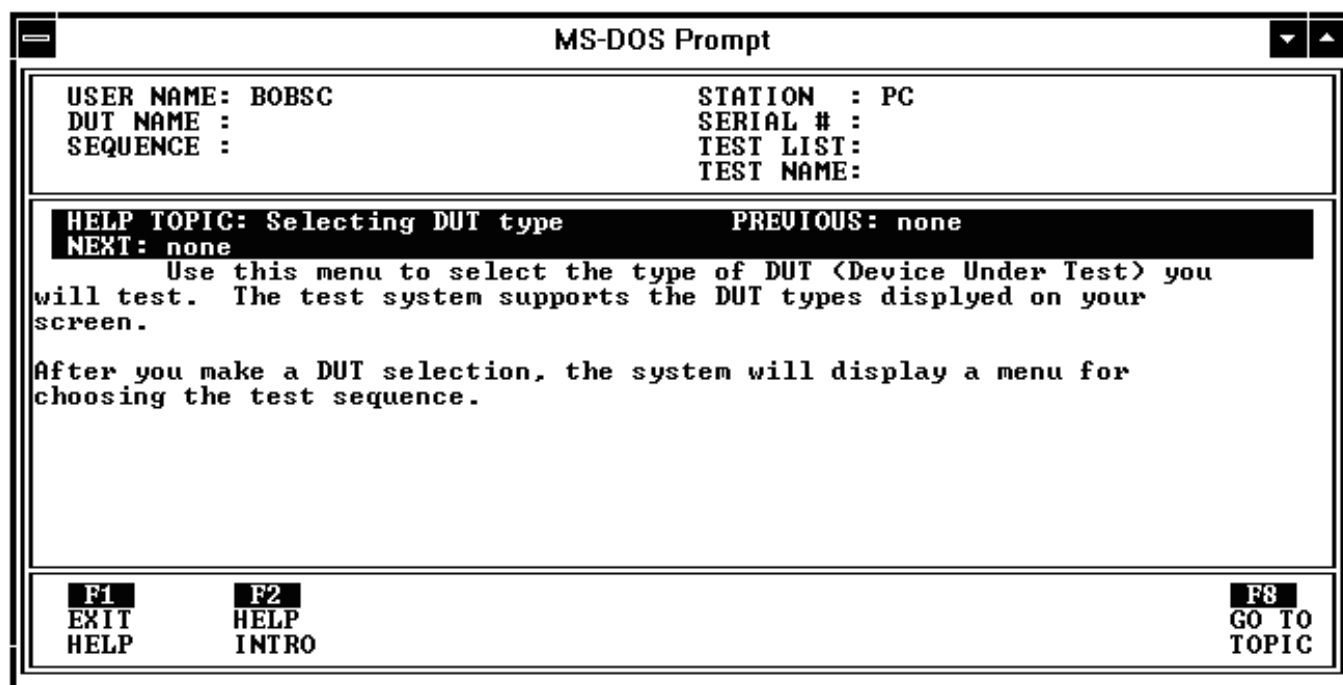 MS-DOS Prompt
USER NAME: BOBSC STATION : PC
DUT NAME : SERIAL # :
SEQUENCE : TEST LIST:
TEST NAME:
HELP TOPIC: Selecting DUT type PREVIOUS: none
NEXT: none
Use this menu to select the type of DUT (Device Under Test) you
will test. The test system supports the DUT types displyed on your
screen.
After you make a DUT selection, the system will display a menu for
choosing the test sequence.
F1 F2 F8
EXIT HELP GO TO
HELP INTRO TOPIC